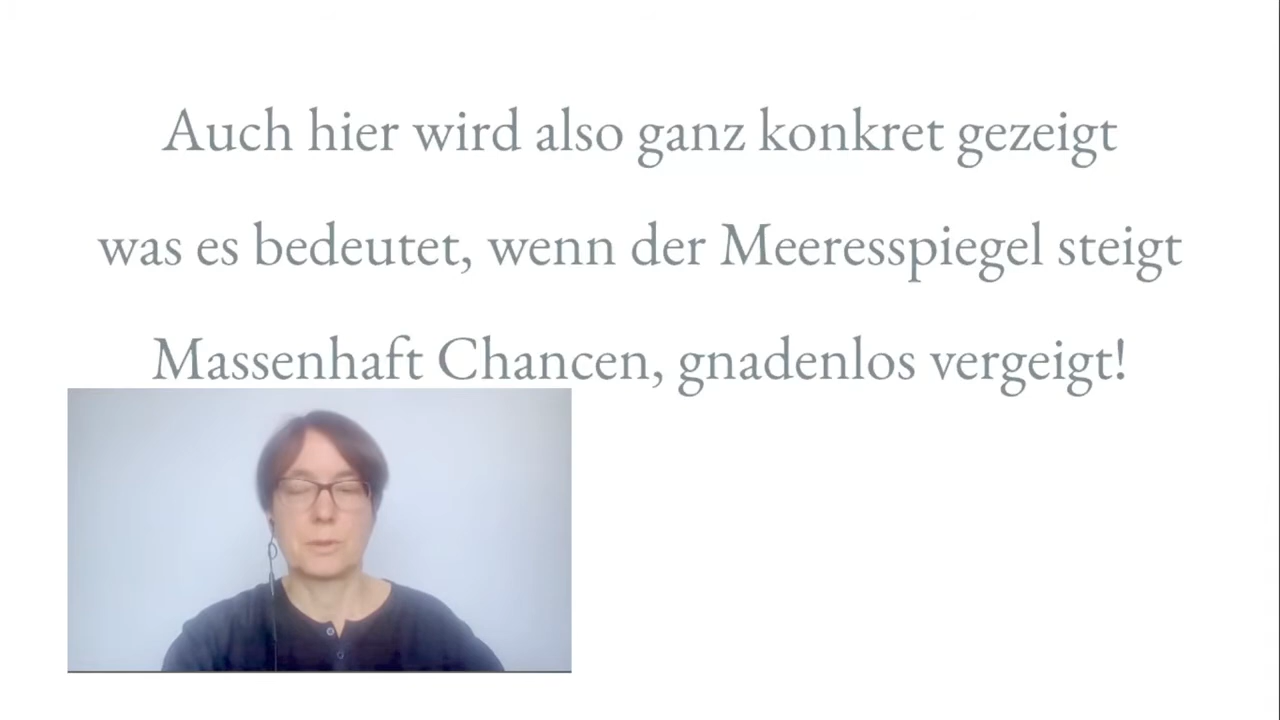 Auch hier wird also ganz konkret gezeigt
was es bedeutet, wenn der Meeresspiegel steigt
Massenhaft Chancen, gnadenlos vergeigt!